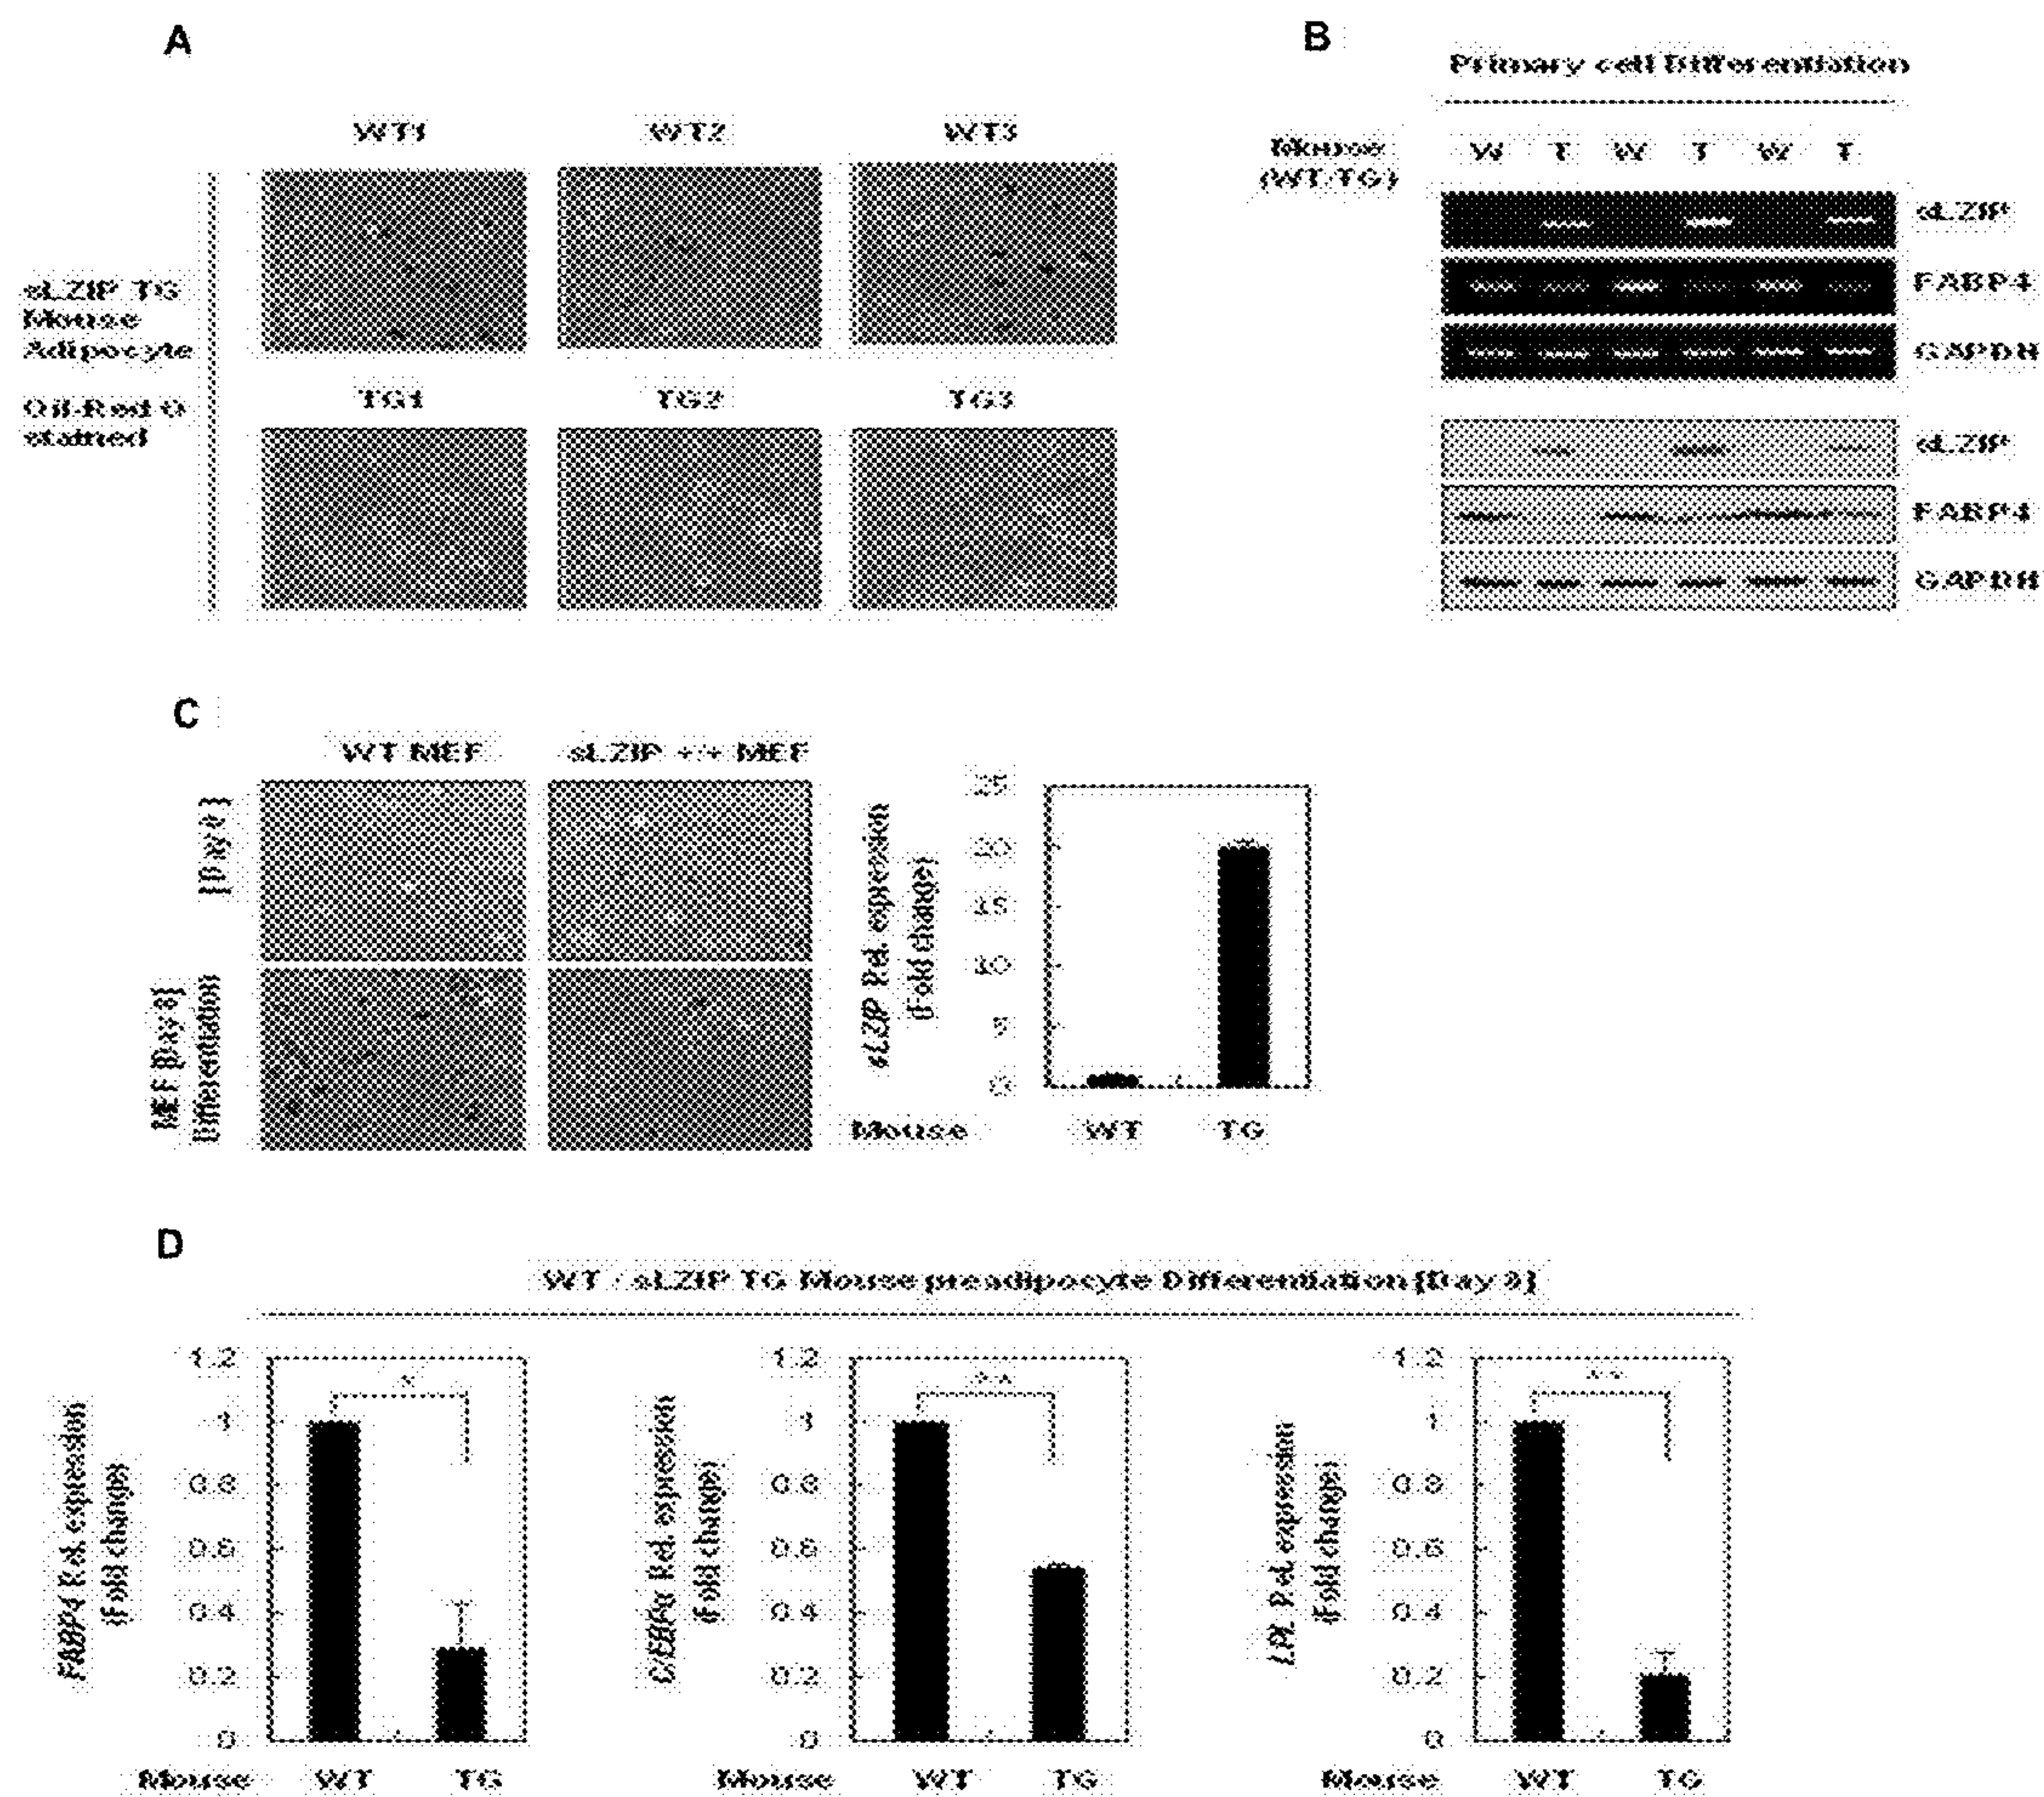 A
WT1 WT2 WT3
sLZIP TG
Mouse
Adipocyte
Oil-Red O
stained
TG1 TG2 TG3
B
Primary cell Differentiation
Mouse
(WT/TG)
W T W T W T
sLZIP
FABP4
GAPDH
sLZIP
FABP4
GAPDH
C
WT MEF sLZIP +/+ MEF
MEF [Day 8]
Differentiation
sLZIP Rel. expression
(Fold change)
25
20
15
10
5
0
Mouse WT TG
D
WT / sLZIP TG Mouse preadipocyte Differentiation [Day 8]
FABP4 Rel. expression
(Fold change)
1.2
1
0.8
0.6
0.4
0.2
0
*
Mouse WT TG
C/EBPα Rel. expression
(Fold change)
1.2
1
0.8
0.6
0.4
0.2
0
**
Mouse WT TG
LPL Rel. expression
(Fold change)
1.2
1
0.8
0.6
0.4
0.2
0
**
Mouse WT TG